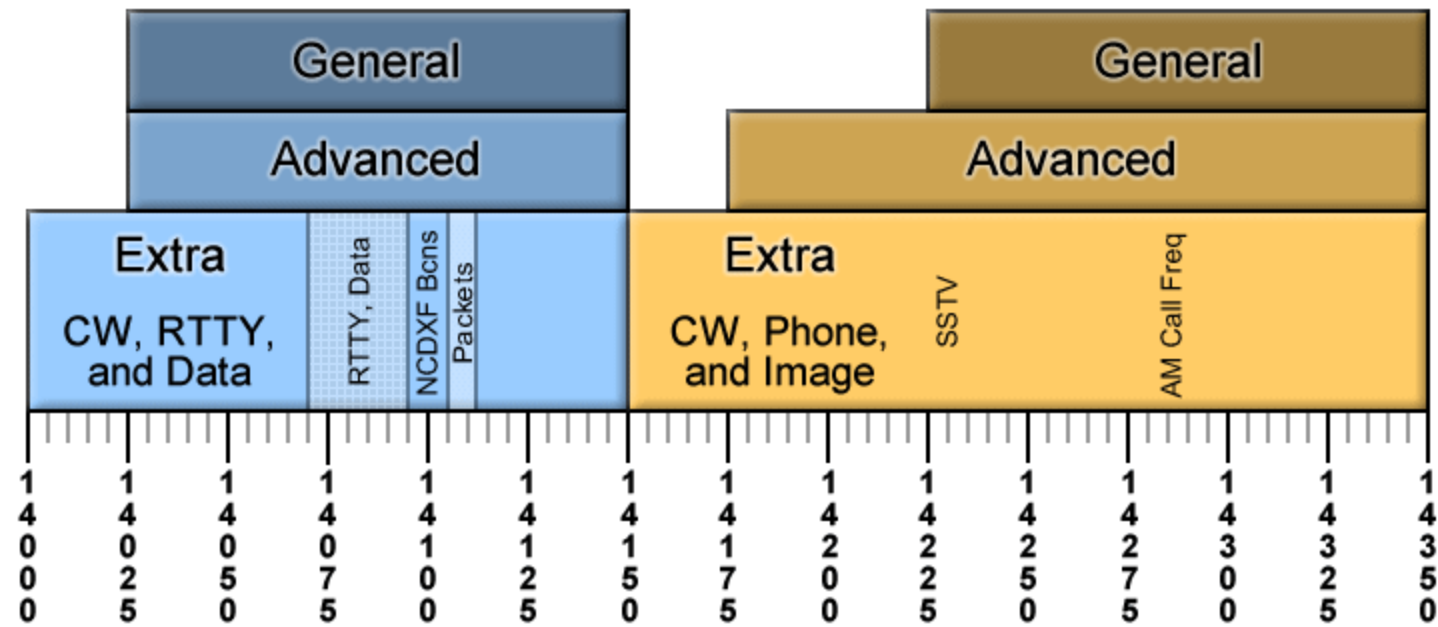 General
General
Advanced
Advanced
Extra
CW, RTTY,
and Data
RTTY, Data
NCDXF Bcns
Packets
Extra
CW, Phone,
and Image
SSTV
AM Call Freq
14000
14025
14050
14075
14100
14125
14150
14175
14200
14225
14250
14275
14300
14325
14350